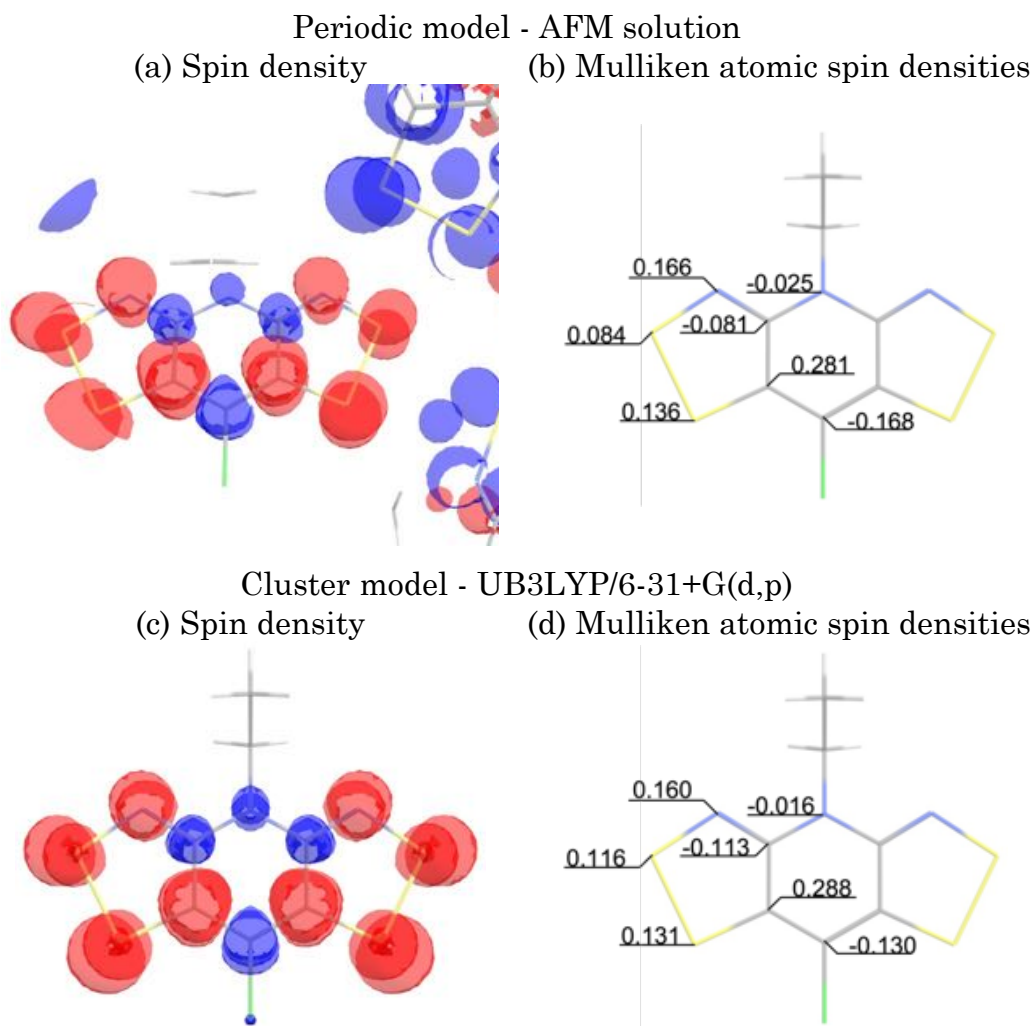 Periodic model - AFM solution
(a) Spin density (b) Mulliken atomic spin densities
0.166 -0.025
0.084 -0.081
0.281
0.136 -0.168
Cluster model - UB3LYP/6-31+G(d,p)
(c) Spin density (d) Mulliken atomic spin densities
0.160 -0.016
0.116 -0.113
0.288
0.131 -0.130